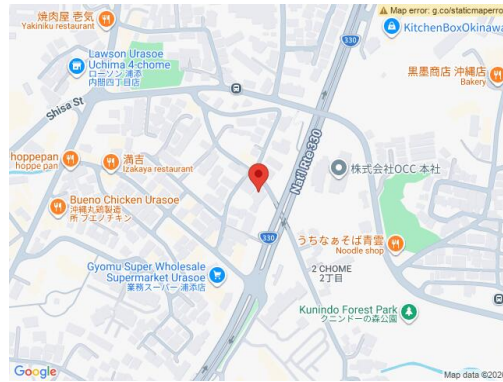 焼肉屋 壱気
Yakiniku restaurant
Map error: g.co/staticmaperro
KitchenBoxOkinawa
Lawson Urasoe
Uchima 4-chome
ローソン 浦添
内間四丁目店
330
黒墨商店 沖縄店
Bakery
Shisa St
Nat'l Rte 330
hoppepan
hoppe pan
満吉
Izakaya restaurant
株式会社OCC 本社
Bueno Chicken Urasoe
沖縄丸鶏製造
所 ブエノチキン
330
うちなぁそば青雲
Noodle shop
Gyomu Super Wholesale
Supermarket Urasoe
業務スーパー 浦添店
2 CHOME
2丁目
Kunindo Forest Park
クニンドーの森公園
Google
Map data ©202